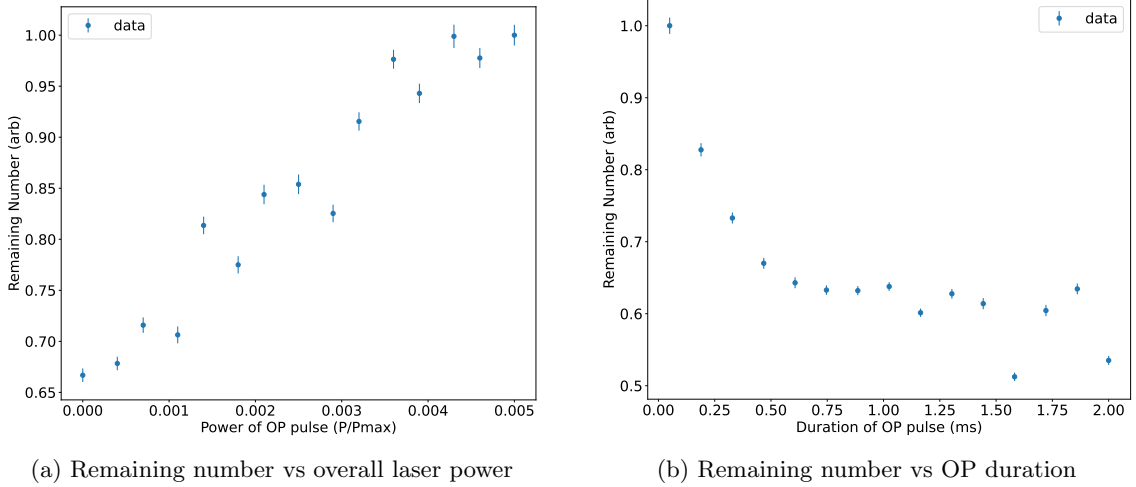 data
1.00
0.95
0.90
0.85
0.80
0.75
0.70
0.65
Remaining Number (arb)
0.000 0.001 0.002 0.003 0.004 0.005
Power of OP pulse (P/Pmax)
(a) Remaining number vs overall laser power
data
1.0
0.9
0.8
0.7
0.6
0.5
Remaining Number (arb)
0.00 0.25 0.50 0.75 1.00 1.25 1.50 1.75 2.00
Duration of OP pulse (ms)
(b) Remaining number vs OP duration